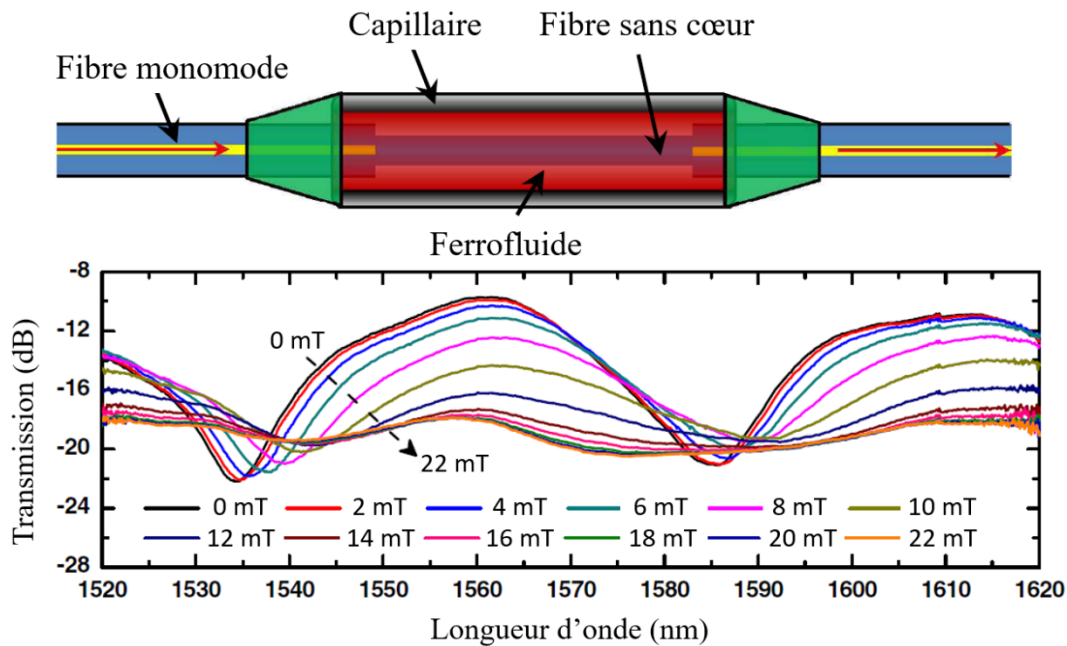 Capillaire
Fibre sans cœur
Fibre monomode
Ferrofluide
-8
-12
-16
-20
-24
-28
Transmission (dB)
0 mT
22 mT
0 mT 2 mT 4 mT 6 mT 8 mT 10 mT
12 mT 14 mT 16 mT 18 mT 20 mT 22 mT
1520 1530 1540 1550 1560 1570 1580 1590 1600 1610 1620
Longueur d’onde (nm)